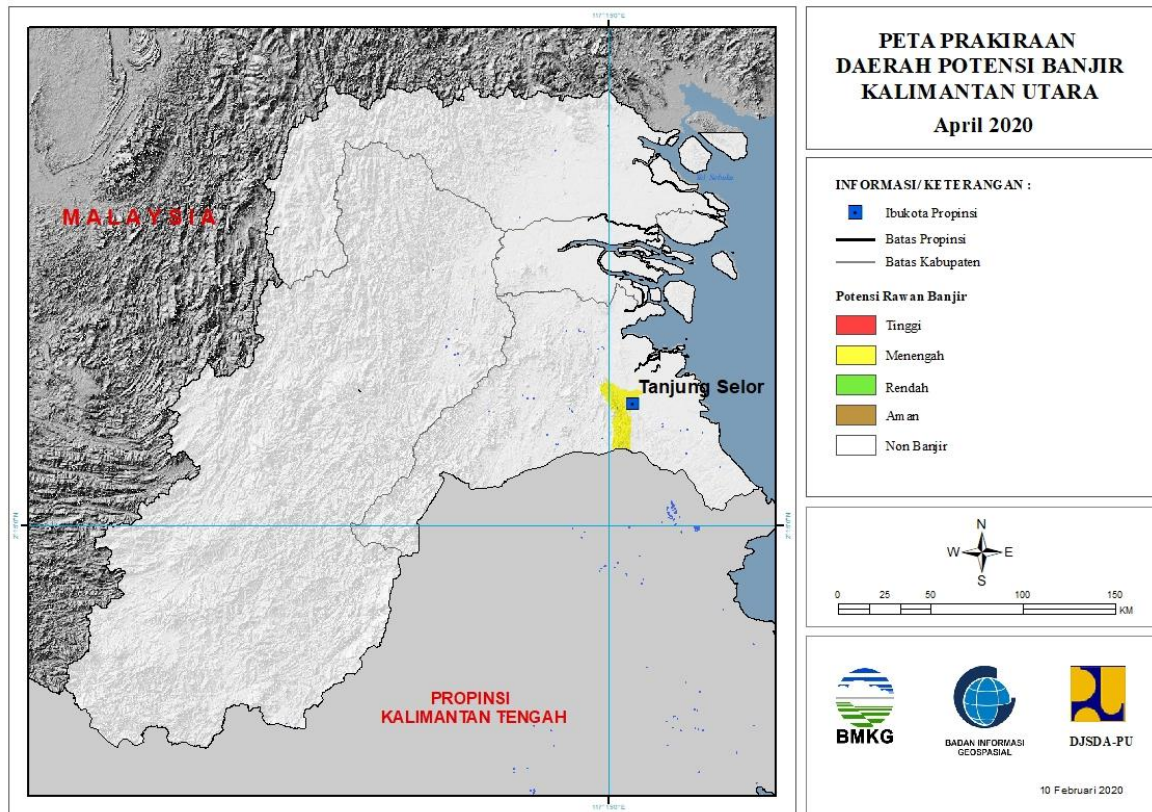 PETA PRAKIRAAN
DAERAH POTENSI BANJIR
KALIMANTAN UTARA
April 2020
INFORMASI/ KETERANGAN :
Ibukota Propinsi
Batas Propinsi
Batas Kabupaten
Potensi Rawan Banjir
Tinggi
Menengah
Rendah
Aman
Non Banjir
N
W E
S
0 25 50 100 150
KM
BMKG
BADAN INFORMASI
GEOSPASIAL
DJSDA-PU
10 Februari 2020
MALAYSIA
Tanjung Selor
PROPINSI
KALIMANTAN TENGAH